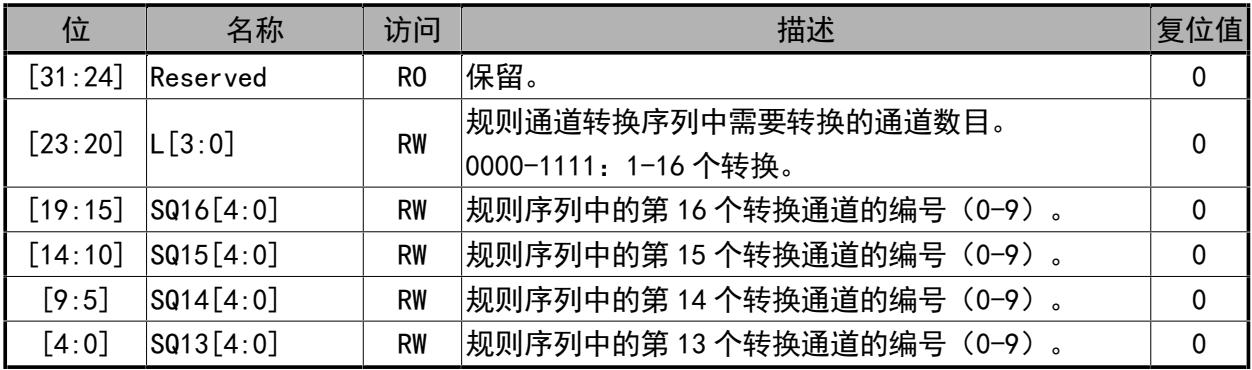 位 名称 访问 描述 复位值
[31:24] Reserved RO 保留。 0
[23:20] L[3:0] RW 规则通道转换序列中需要转换的通道数目。 0
0000-1111：1-16 个转换。
[19:15] SQ16[4:0] RW 规则序列中的第 16 个转换通道的编号（0-9）。 0
[14:10] SQ15[4:0] RW 规则序列中的第 15 个转换通道的编号（0-9）。 0
[9:5] SQ14[4:0] RW 规则序列中的第 14 个转换通道的编号（0-9）。 0
[4:0] SQ13[4:0] RW 规则序列中的第 13 个转换通道的编号（0-9）。 0